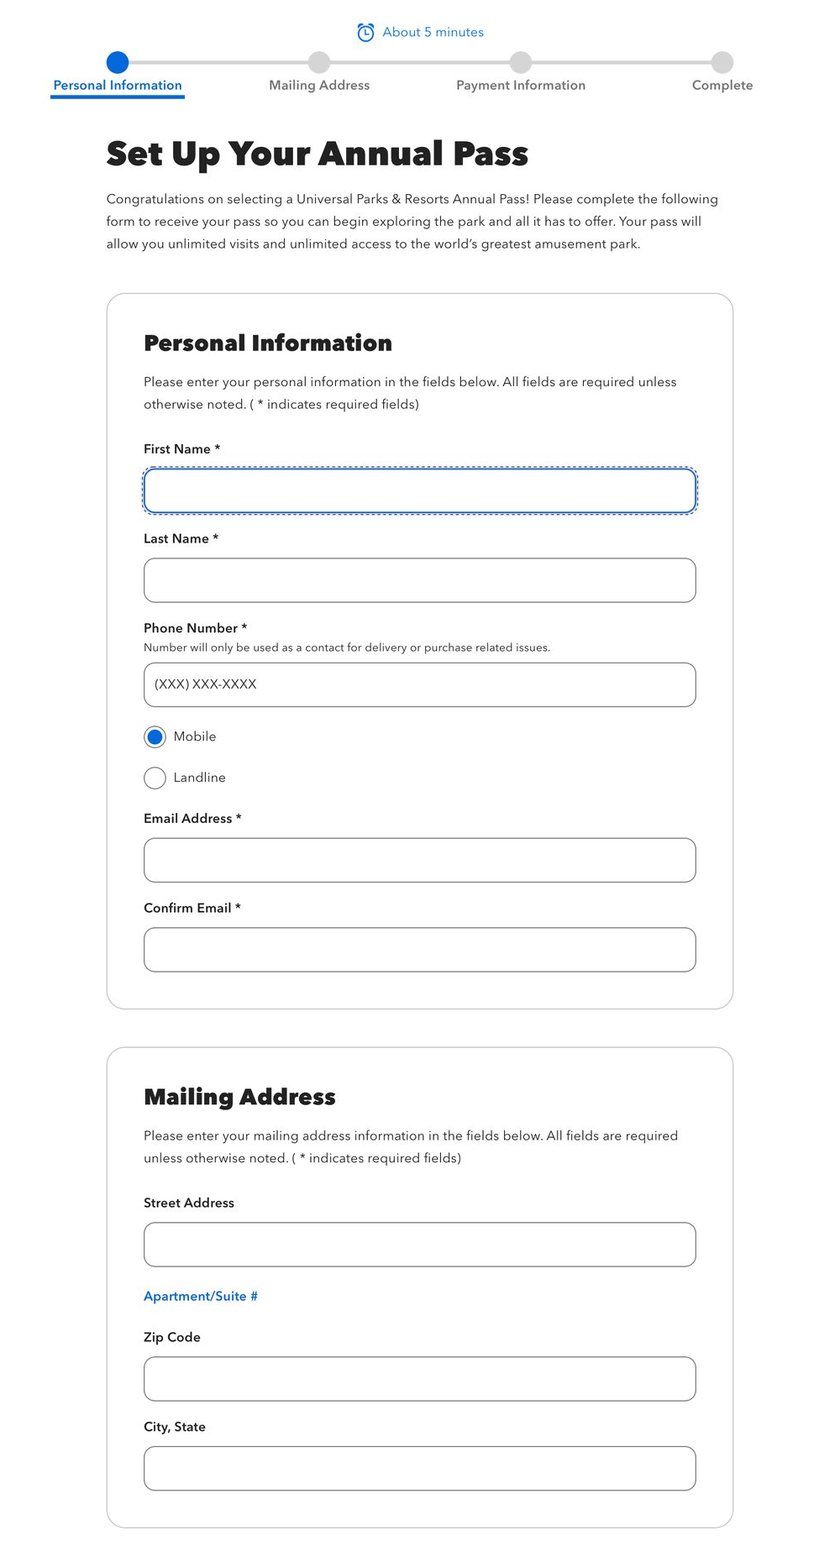 About 5 minutes
Personal Information
Mailing Address
Payment Information
Complete
Set Up Your Annual Pass
Congratulations on selecting a Universal Parks & Resorts Annual Pass! Please complete the following
form to receive your pass so you can begin exploring the park and all it has to offer. Your pass will
allow you unlimited visits and unlimited access to the world’s greatest amusement park.
Personal Information
Please enter your personal information in the fields below. All fields are required unless
otherwise noted. ( * indicates required fields)
First Name *
Last Name *
Phone Number *
Number will only be used as a contact for delivery or purchase related issues.
(XXX) XXX-XXXX
Mobile
Landline
Email Address *
Confirm Email *
Mailing Address
Please enter your mailing address information in the fields below. All fields are required
unless otherwise noted. ( * indicates required fields)
Street Address
Apartment/Suite #
Zip Code
City, State